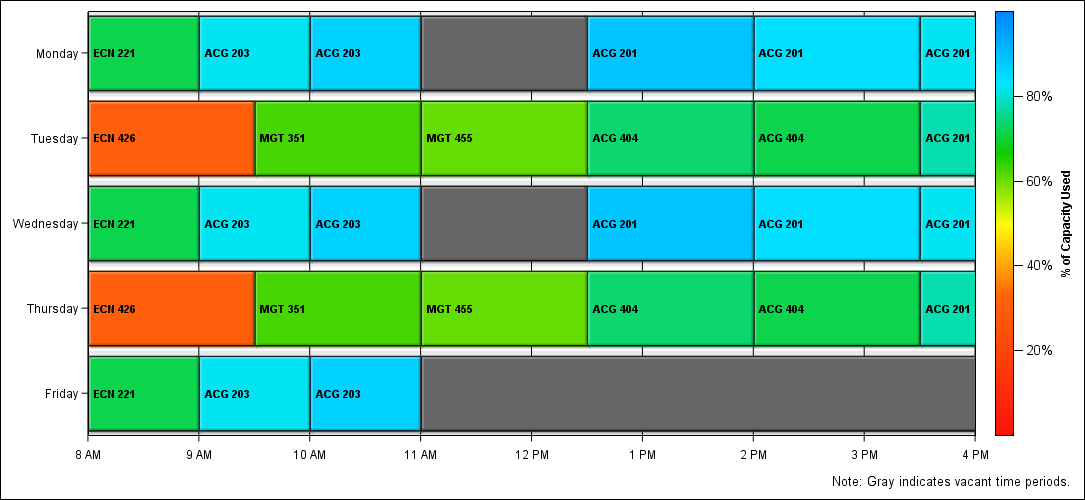 Monday ECN 221 ACG 203 ACG 203 ACG 201 ACG 201 ACG 201
Tuesday ECN 426 MGT 351 MGT 455 ACG 404 ACG 404 ACG 201
Wednesday ECN 221 ACG 203 ACG 203 ACG 201 ACG 201 ACG 201
Thursday ECN 426 MGT 351 MGT 455 ACG 404 ACG 404 ACG 201
Friday ECN 221 ACG 203 ACG 203
8 AM 9 AM 10 AM 11 AM 12 PM 1 PM 2 PM 3 PM 4 PM
80%
60%
40%
20%
% of Capacity Used
Note: Gray indicates vacant time periods.